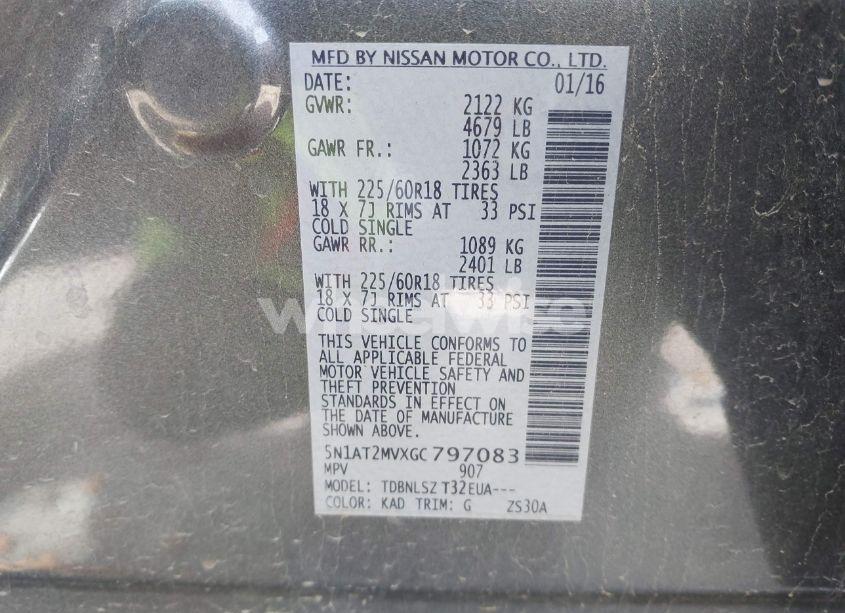 MFD BY NISSAN MOTOR CO., LTD.
DATE: 01/16
GVWR: 2122 KG
4679 LB
GAWR FR.: 1072 KG
2363 LB
WITH 225/60R18 TIRES
18 X 7J RIMS AT 33 PSI
COLD SINGLE
GAWR RR.: 1089 KG
2401 LB
WITH 225/60R18 TIRES
18 X 7J RIMS AT 33 PSI
COLD SINGLE
wheelwise
THIS VEHICLE CONFORMS TO
ALL APPLICABLE FEDERAL
MOTOR VEHICLE SAFETY AND
THEFT PREVENTION
STANDARDS IN EFFECT ON
THE DATE OF MANUFACTURE
SHOWN ABOVE.
5N1AT2MVXGC797083
MPV 907
MODEL: TDBNLSZ T32EUA---
COLOR: KAD TRIM: G ZS30A